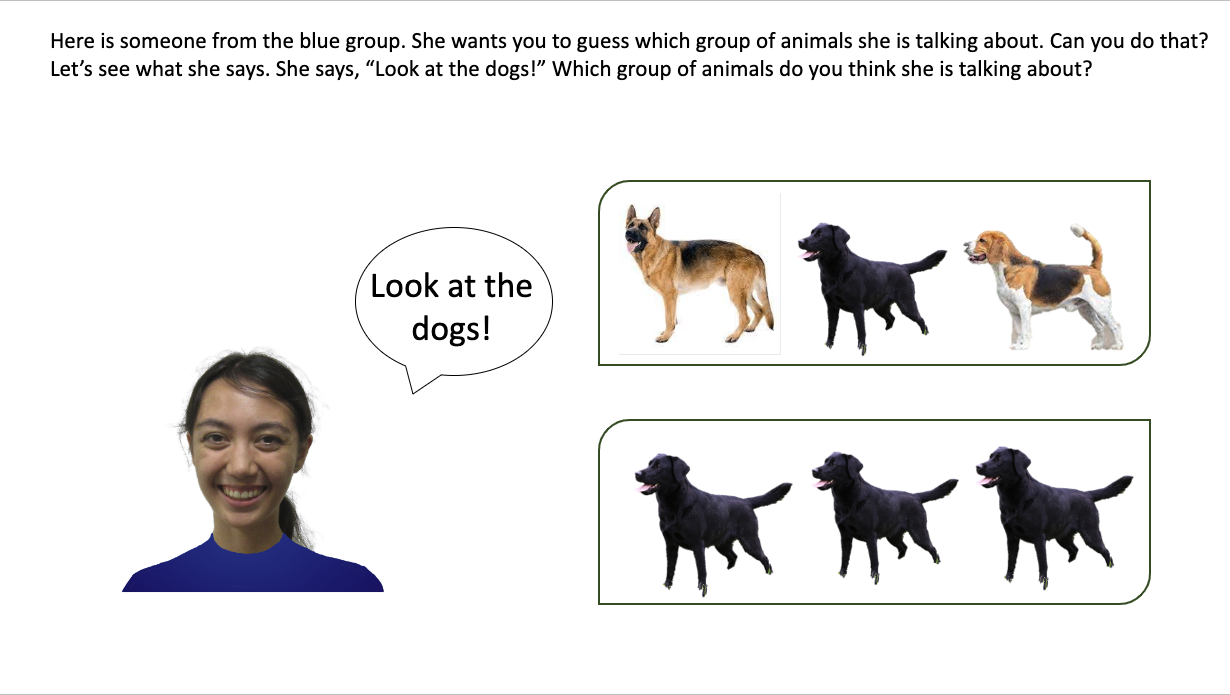 Here is someone from the blue group. She wants you to guess which group of animals she is talking about. Can you do that?
Let’s see what she says. She says, “Look at the dogs!” Which group of animals do you think she is talking about?
Look at the
dogs!